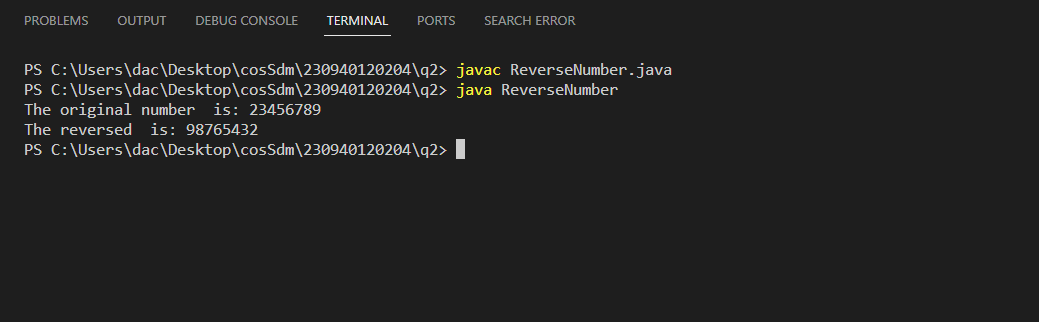 PROBLEMS OUTPUT DEBUG CONSOLE TERMINAL PORTS SEARCH ERROR
PS C:\Users\dac\Desktop\cosSdm\230940120204\q2> javac ReverseNumber.java
PS C:\Users\dac\Desktop\cosSdm\230940120204\q2> java ReverseNumber
The original number  is: 23456789
The reversed  is: 98765432
PS C:\Users\dac\Desktop\cosSdm\230940120204\q2>